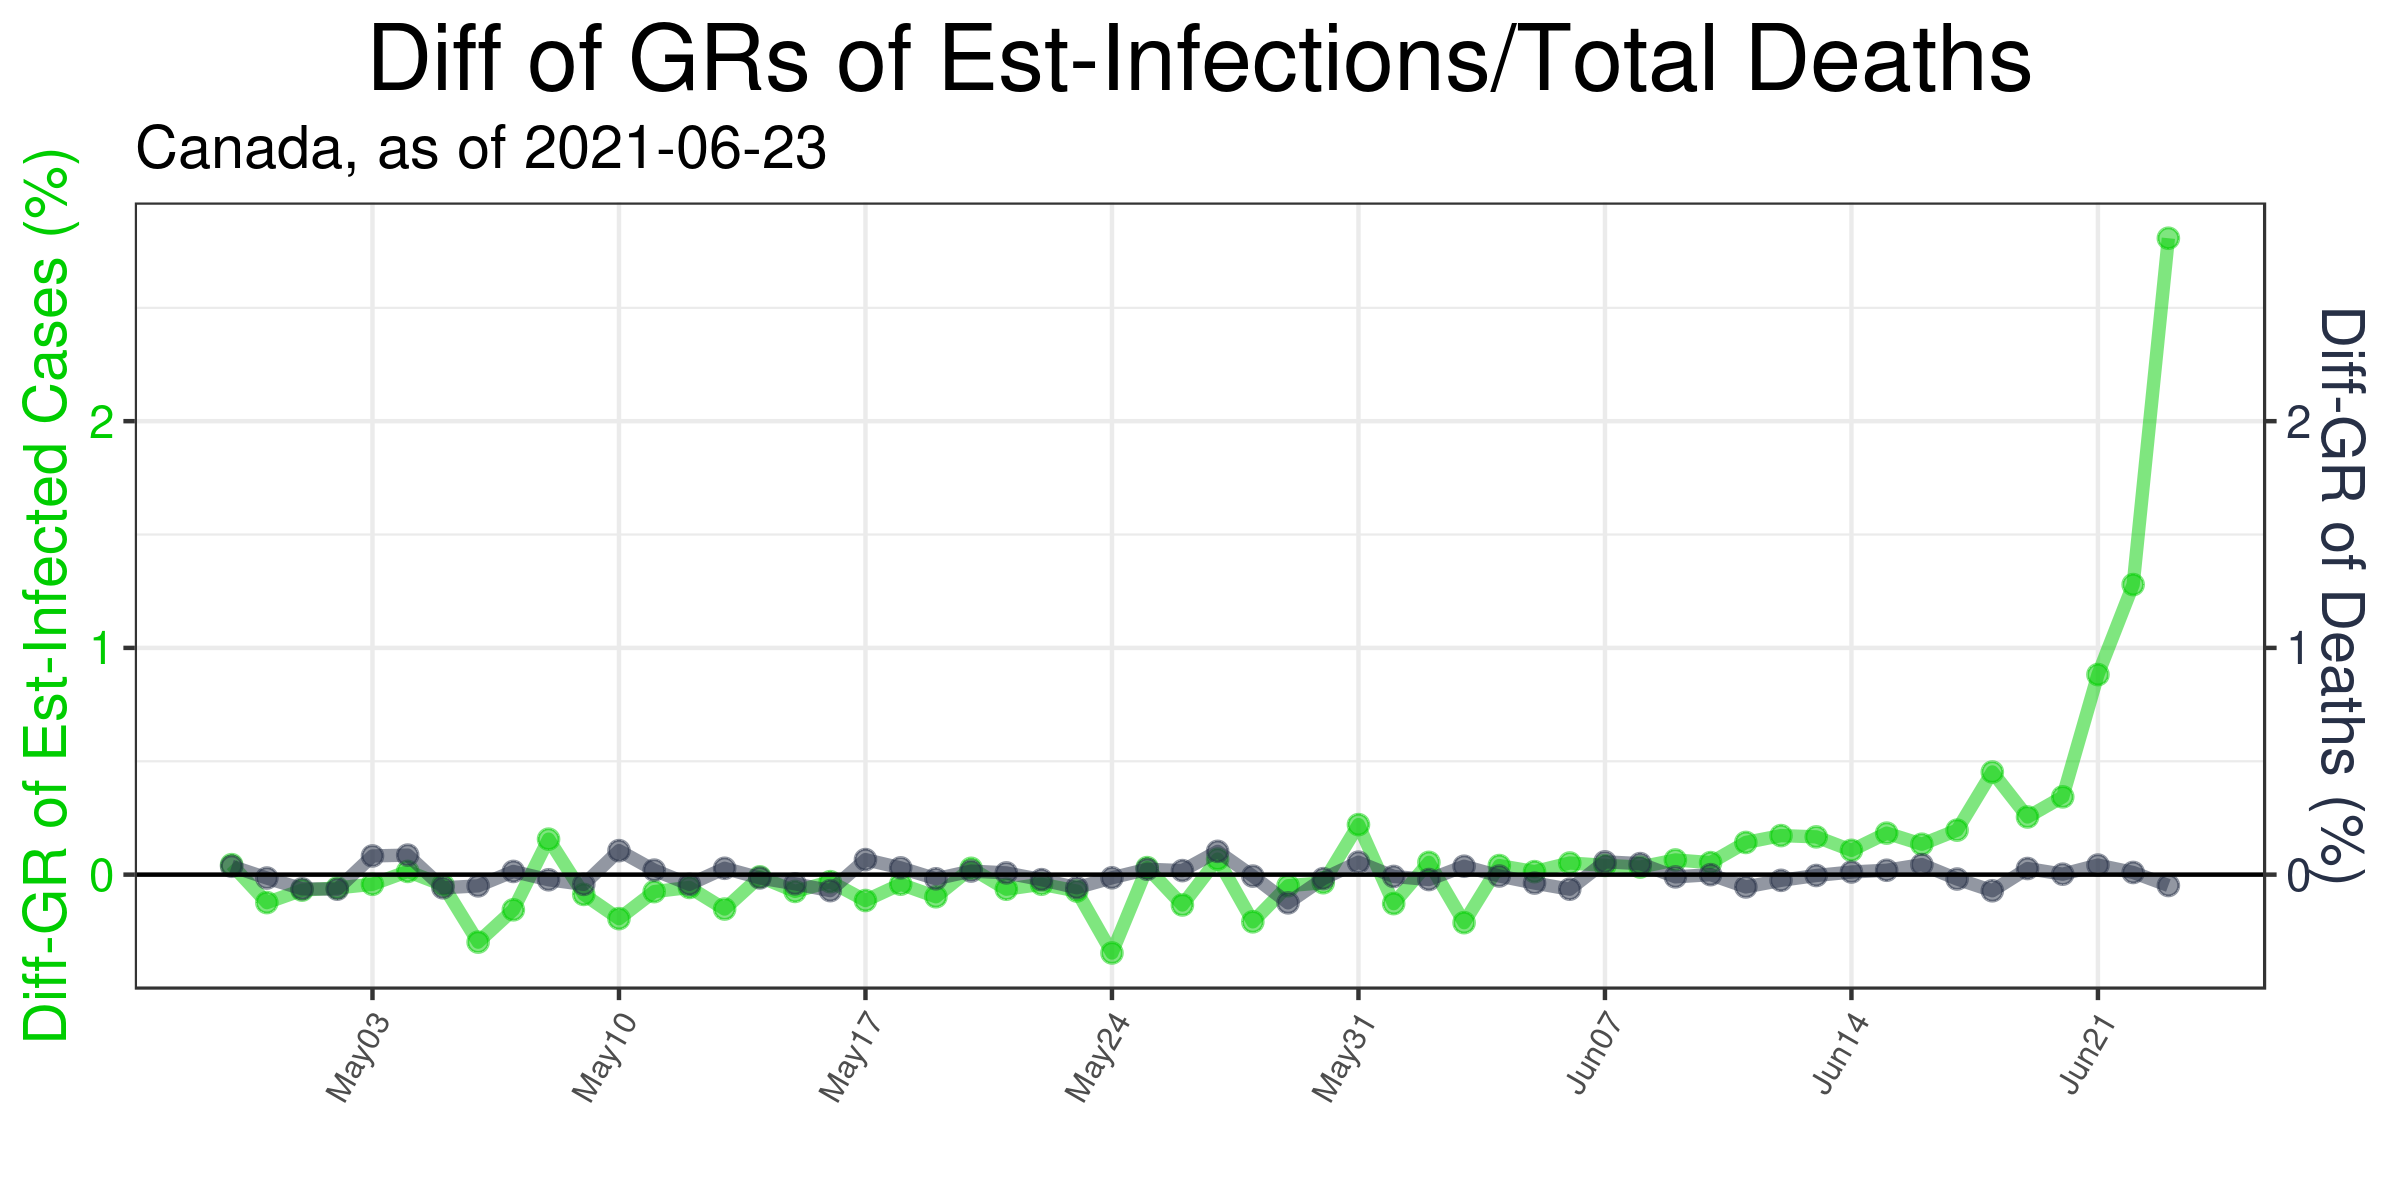 Diff of GRs of Est-Infections/Total Deaths
Canada, as of 2021-06-23
Diff-GR of Est-Infected Cases (%)
2
1
0
2
1
0
Diff-GR of Deaths (%)
May03
May10
May17
May24
May31
Jun07
Jun14
Jun21